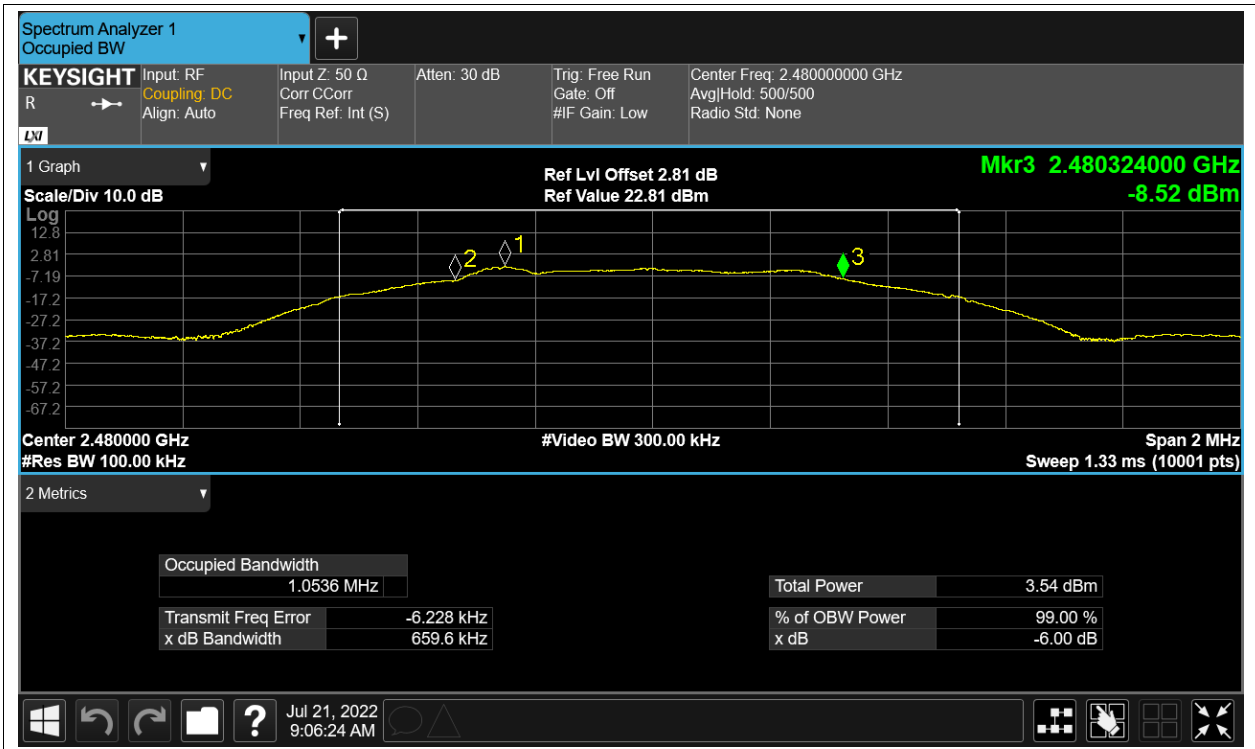 Spectrum Analyzer 1
Occupied BW
KEYSIGHT
R
LXI
Input: RF
Coupling: DC
Align: Auto
Input Z: 50 Ω
Corr CCorr
Freq Ref: Int (S)
Atten: 30 dB
Trig: Free Run
Gate: Off
#IF Gain: Low
Center Freq: 2.480000000 GHz
Avg|Hold: 500/500
Radio Std: None
1 Graph
Scale/Div 10.0 dB
Ref Lvl Offset 2.81 dB
Ref Value 22.81 dBm
Mkr3 2.480324000 GHz
-8.52 dBm
Log
12.8
2.81
-7.19
-17.2
-27.2
-37.2
-47.2
-57.2
-67.2
2
1
3
Center 2.480000 GHz
#Res BW 100.00 kHz
#Video BW 300.00 kHz
Span 2 MHz
Sweep 1.33 ms (10001 pts)
2 Metrics
Occupied Bandwidth
1.0536 MHz
Total Power 3.54 dBm
Transmit Freq Error -6.228 kHz
% of OBW Power 99.00 %
x dB Bandwidth 659.6 kHz
x dB -6.00 dB
?
Jul 21, 2022
9:06:24 AM